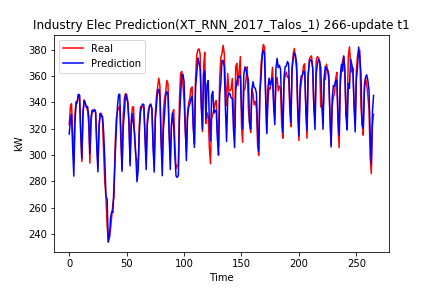 Industry Elec Prediction(XT_RNN_2017_Talos_1) 266-update t1
Real
Prediction
kW
380
360
340
320
300
280
260
240
0 50 100 150 200 250
Time